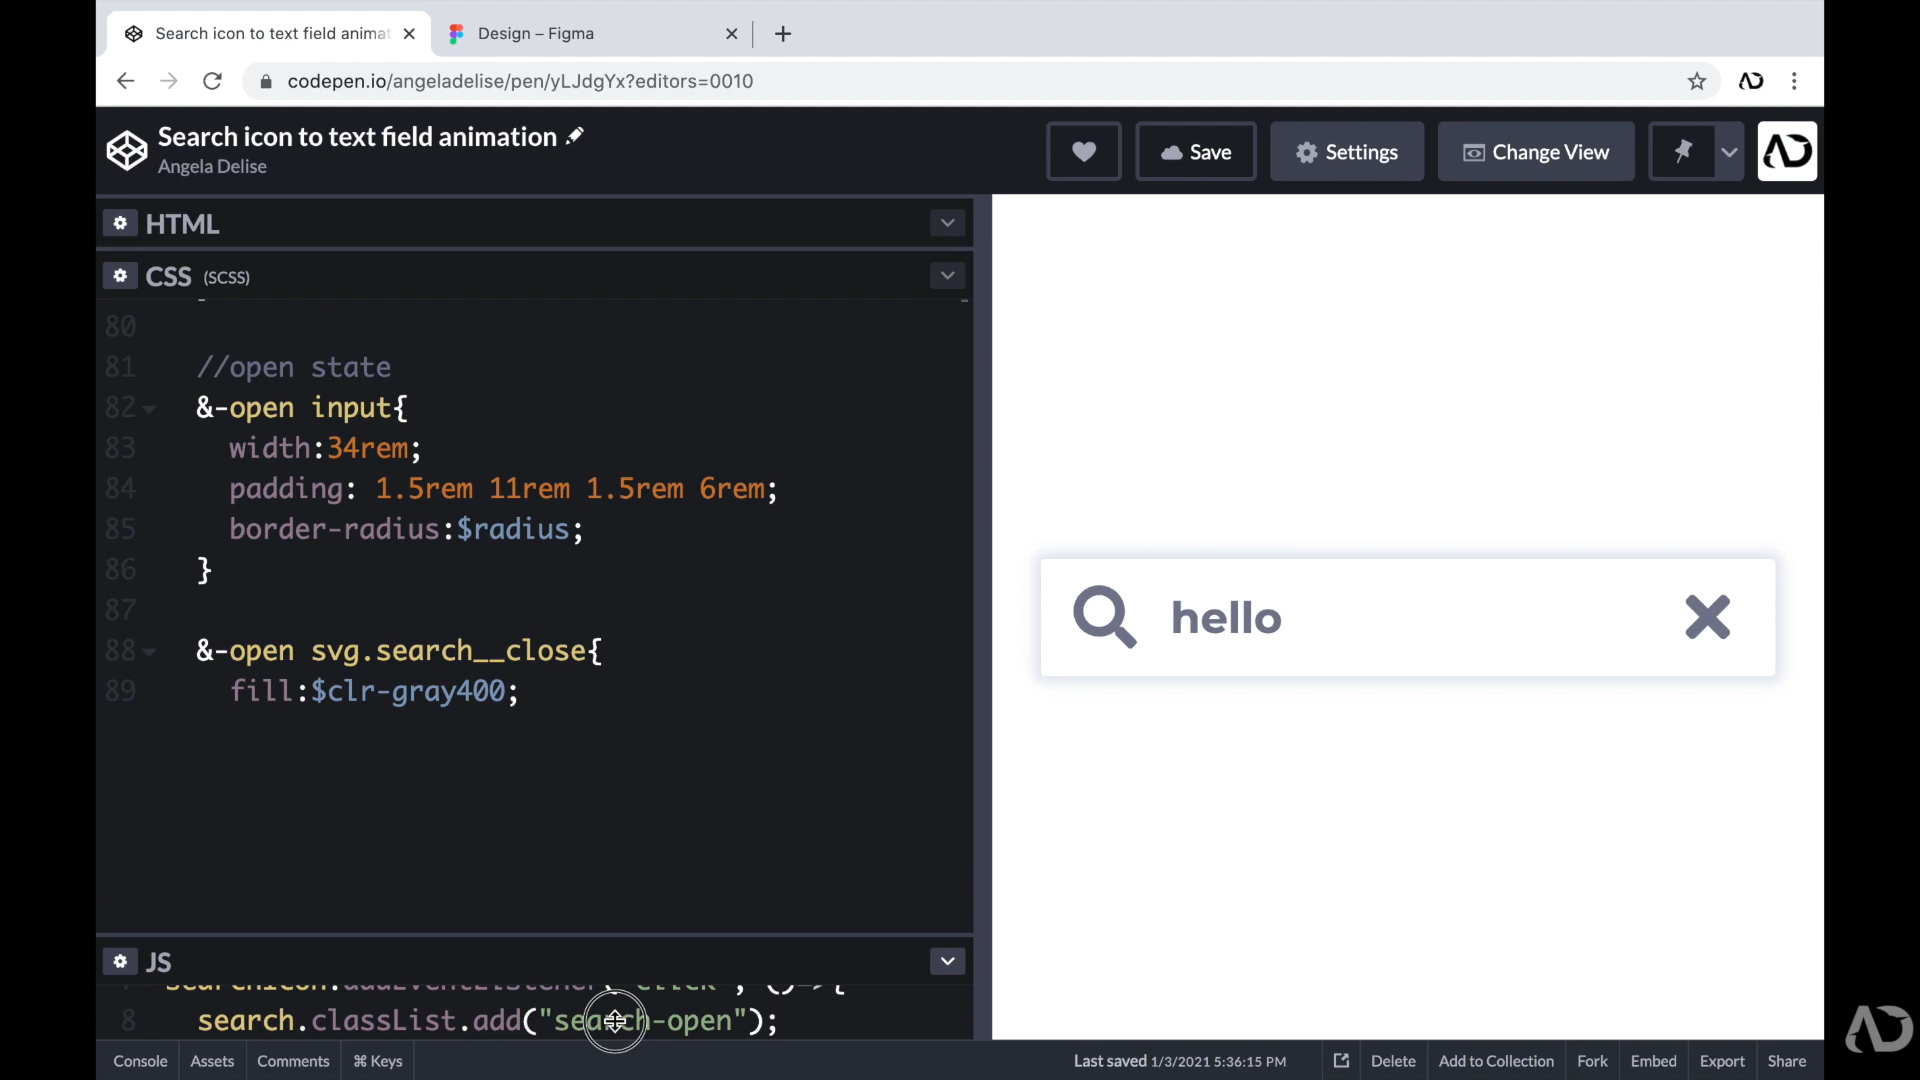 Search icon to text field animat
Design – Figma
codepen.io/angeladelise/pen/yLJdgYx?editors=0010
Search icon to text field animation
Angela Delise
Save
Settings
Change View
HTML
CSS (SCSS)
80
81 //open state
82 &-open input{
83 width:34rem;
84 padding: 1.5rem 11rem 1.5rem 6rem;
85 border-radius:$radius;
86 }
87
88 &-open svg.search__close{
89 fill:$clr-gray400;
hello
JS
searchIcon.addEventListener("click", ()=>{
8 search.classList.add("search-open");
Console
Assets
Comments
⌘ Keys
Last saved 1/3/2021 5:36:15 PM
Delete
Add to Collection
Fork
Embed
Export
Share